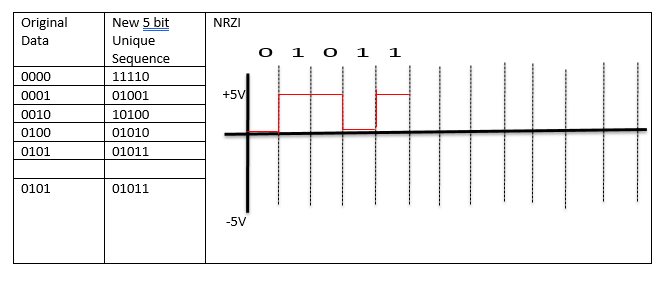 Original Data
New 5 bit Unique Sequence
NRZI
0 1 0 1 1
0000 11110
0001 01001
0010 10100
0100 01010
0101 01011
0101 01011
+5V
-5V